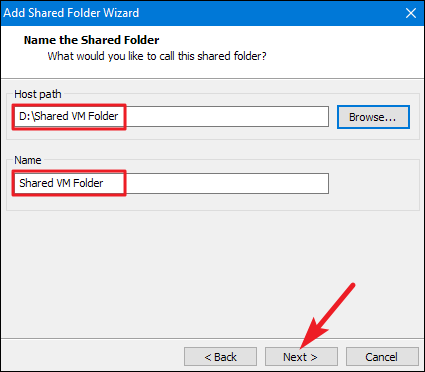 Add Shared Folder Wizard
Name the Shared Folder
What would you like to call this shared folder?
Host path
D:\Shared VM Folder
Browse...
Name
Shared VM Folder
< Back
Next >
Cancel